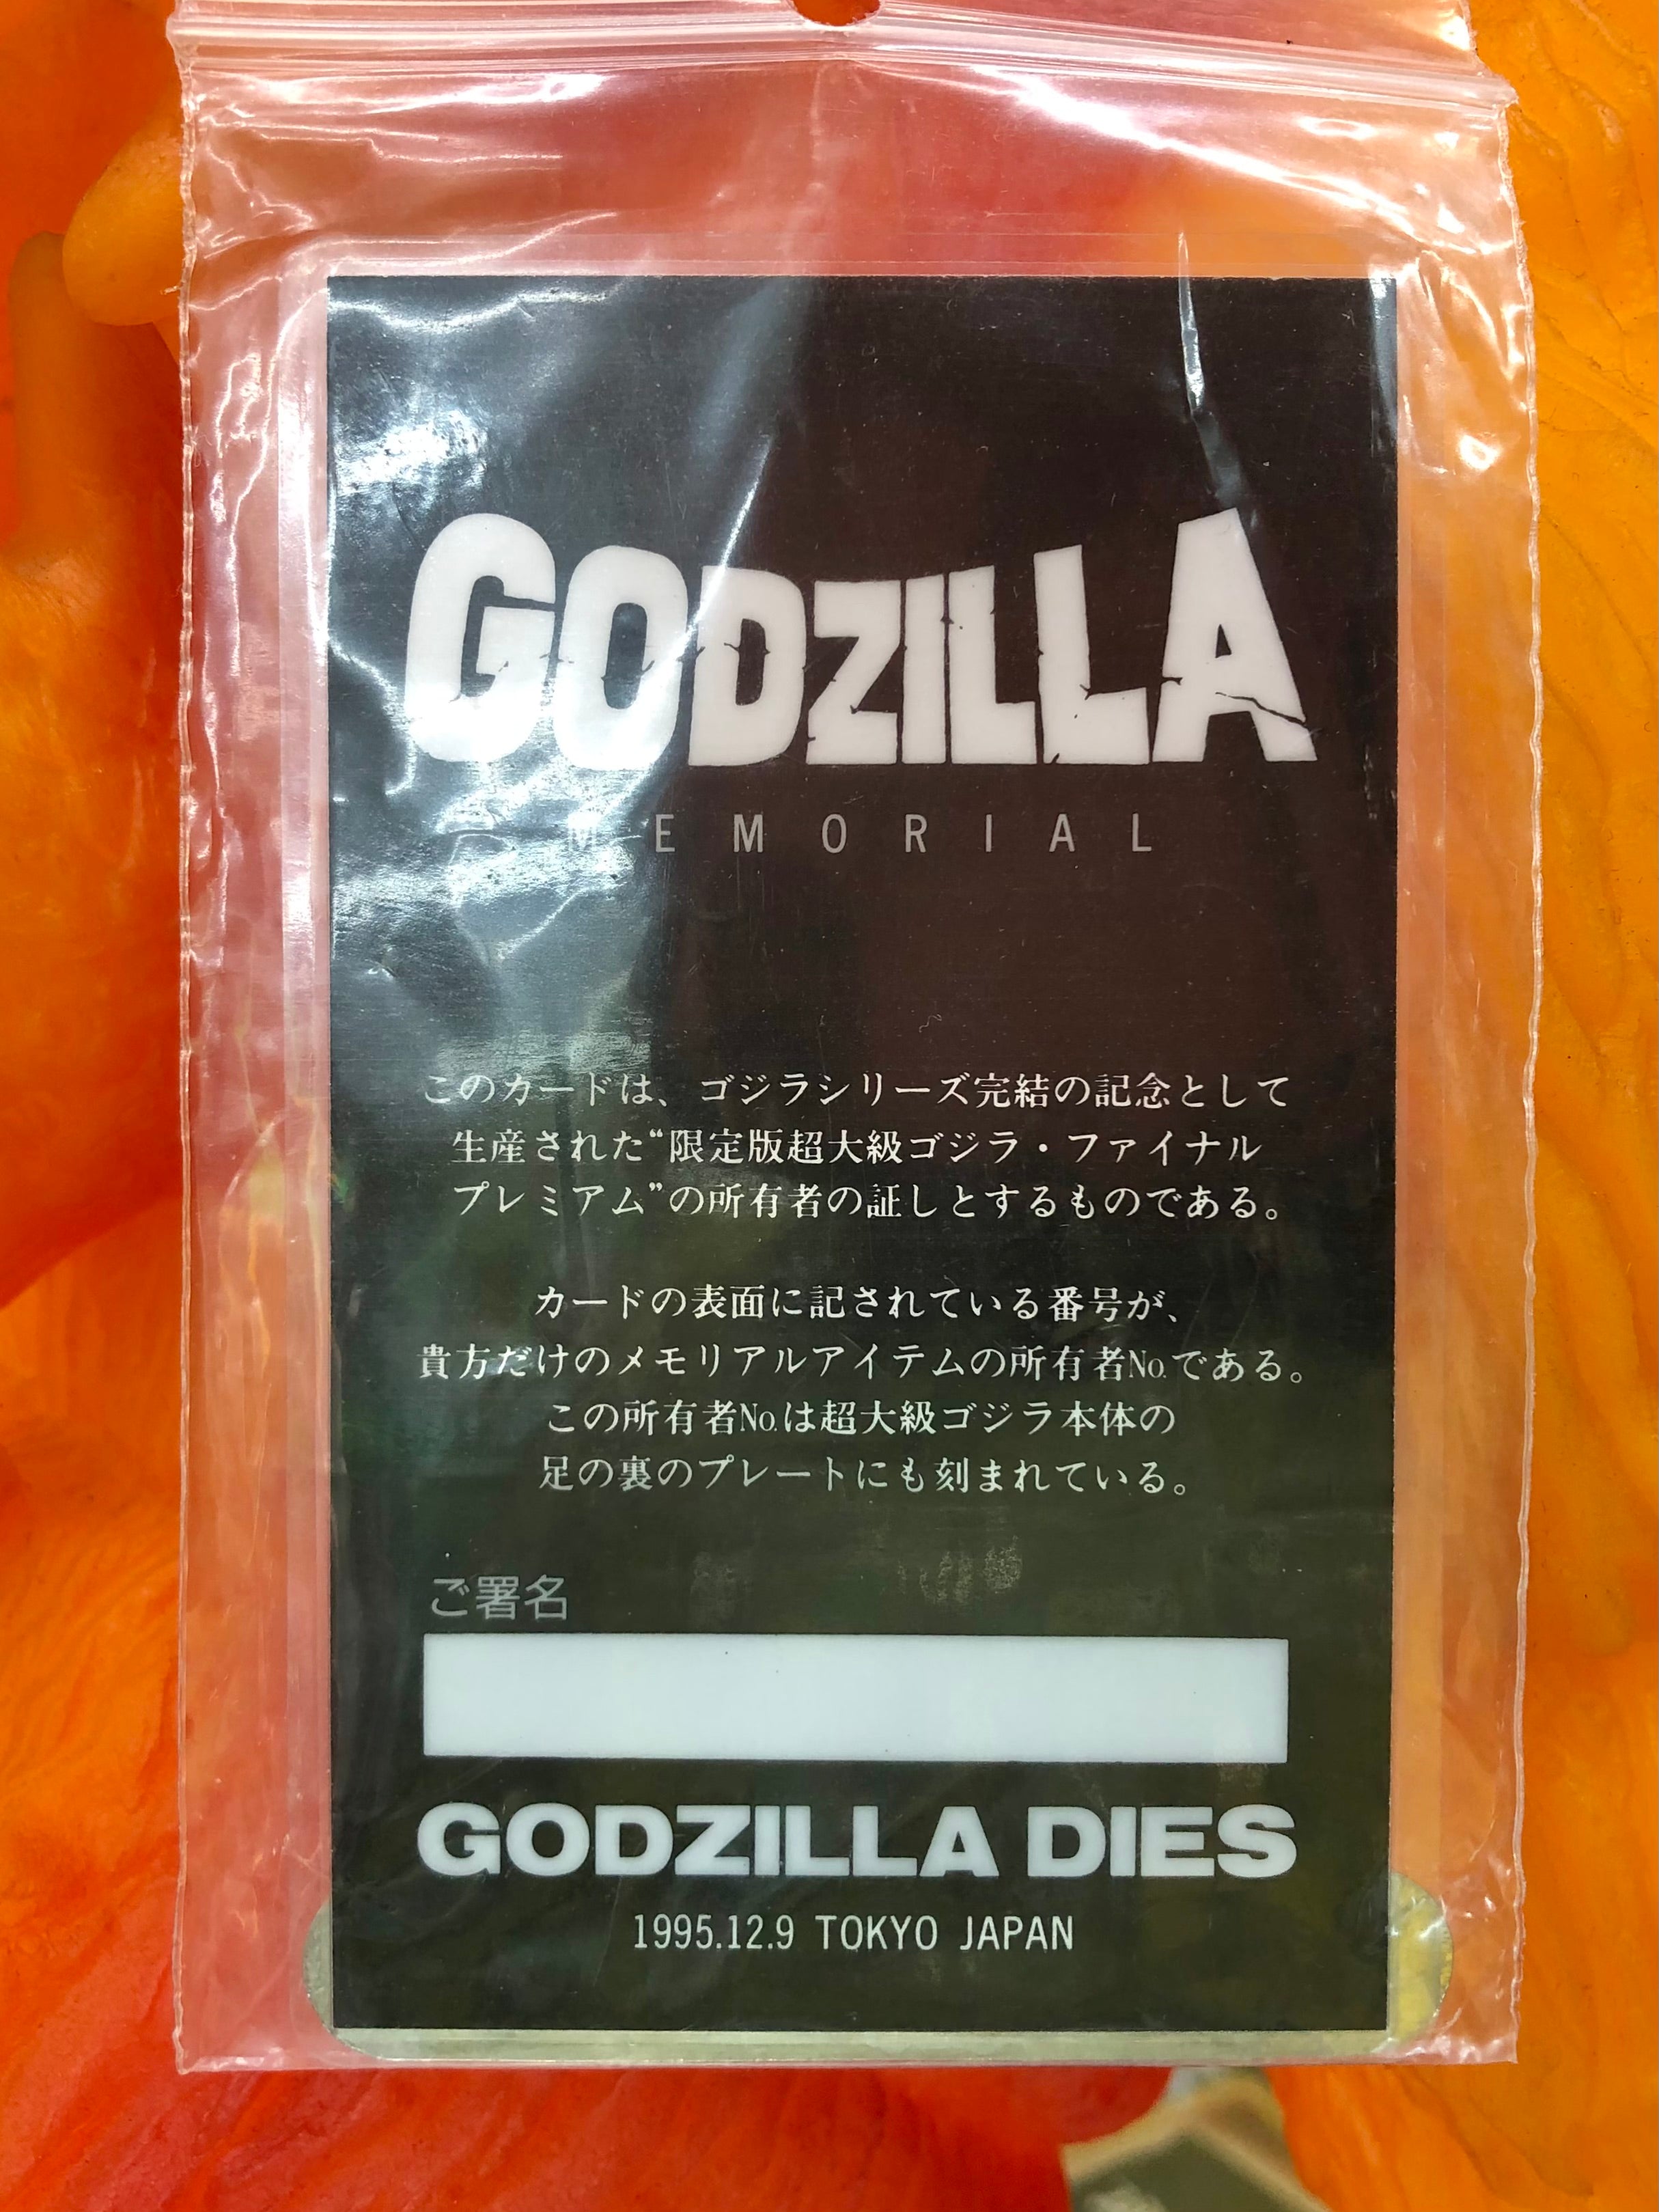 GODZILLA
MEMORIAL
このカードは、ゴジラシリーズ完結の記念として
生産された“限定版超大級ゴジラ・ファイナル
プレミアム”の所有者の証しとするものである。
カードの表面に記されている番号が、
貴方だけのメモリアルアイテムの所有者No.である。
この所有者No.は超大級ゴジラ本体の
足の裏のプレートにも刻まれている。
ご署名
GODZILLA DIES
1995.12.9 TOKYO JAPAN